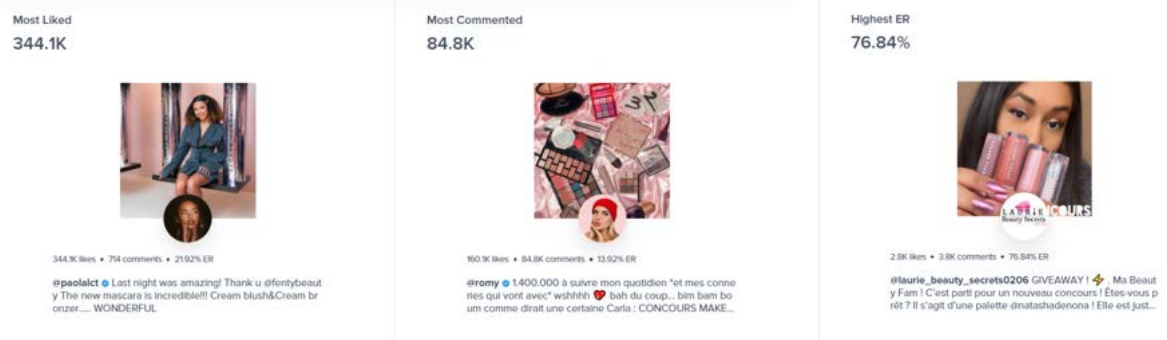 Most Liked
344.1K
344.1K likes • 714 comments • 21.92% ER
@paolalct Last night was amazing! Thank u @fentybeaut
y The new mascara is incredible!!! Cream blush&Cream br
onzer..... WONDERFUL
Most Commented
84.8K
160.1K likes • 84.8K comments • 13.92% ER
@romy 1.400.000 à suivre mon quotidien "et mes conne
ries qui vont avec" wshhhh ❤️ bah du coup... bim bam bo
um comme dirait une certaine Carla : CONCOURS MAKE...
Highest ER
76.84%
LAURIE
Beauty Secrets
COURS
2.8K likes • 3.8K comments • 76.84% ER
@laurie_beauty_secrets0206 GIVEAWAY ! ⚡ . Ma Beaut
y Fam ! C'est parti pour un nouveau concours ! Êtes-vous p
rêt ? Il s'agit d'une palette @natashadenona ! Elle est just...